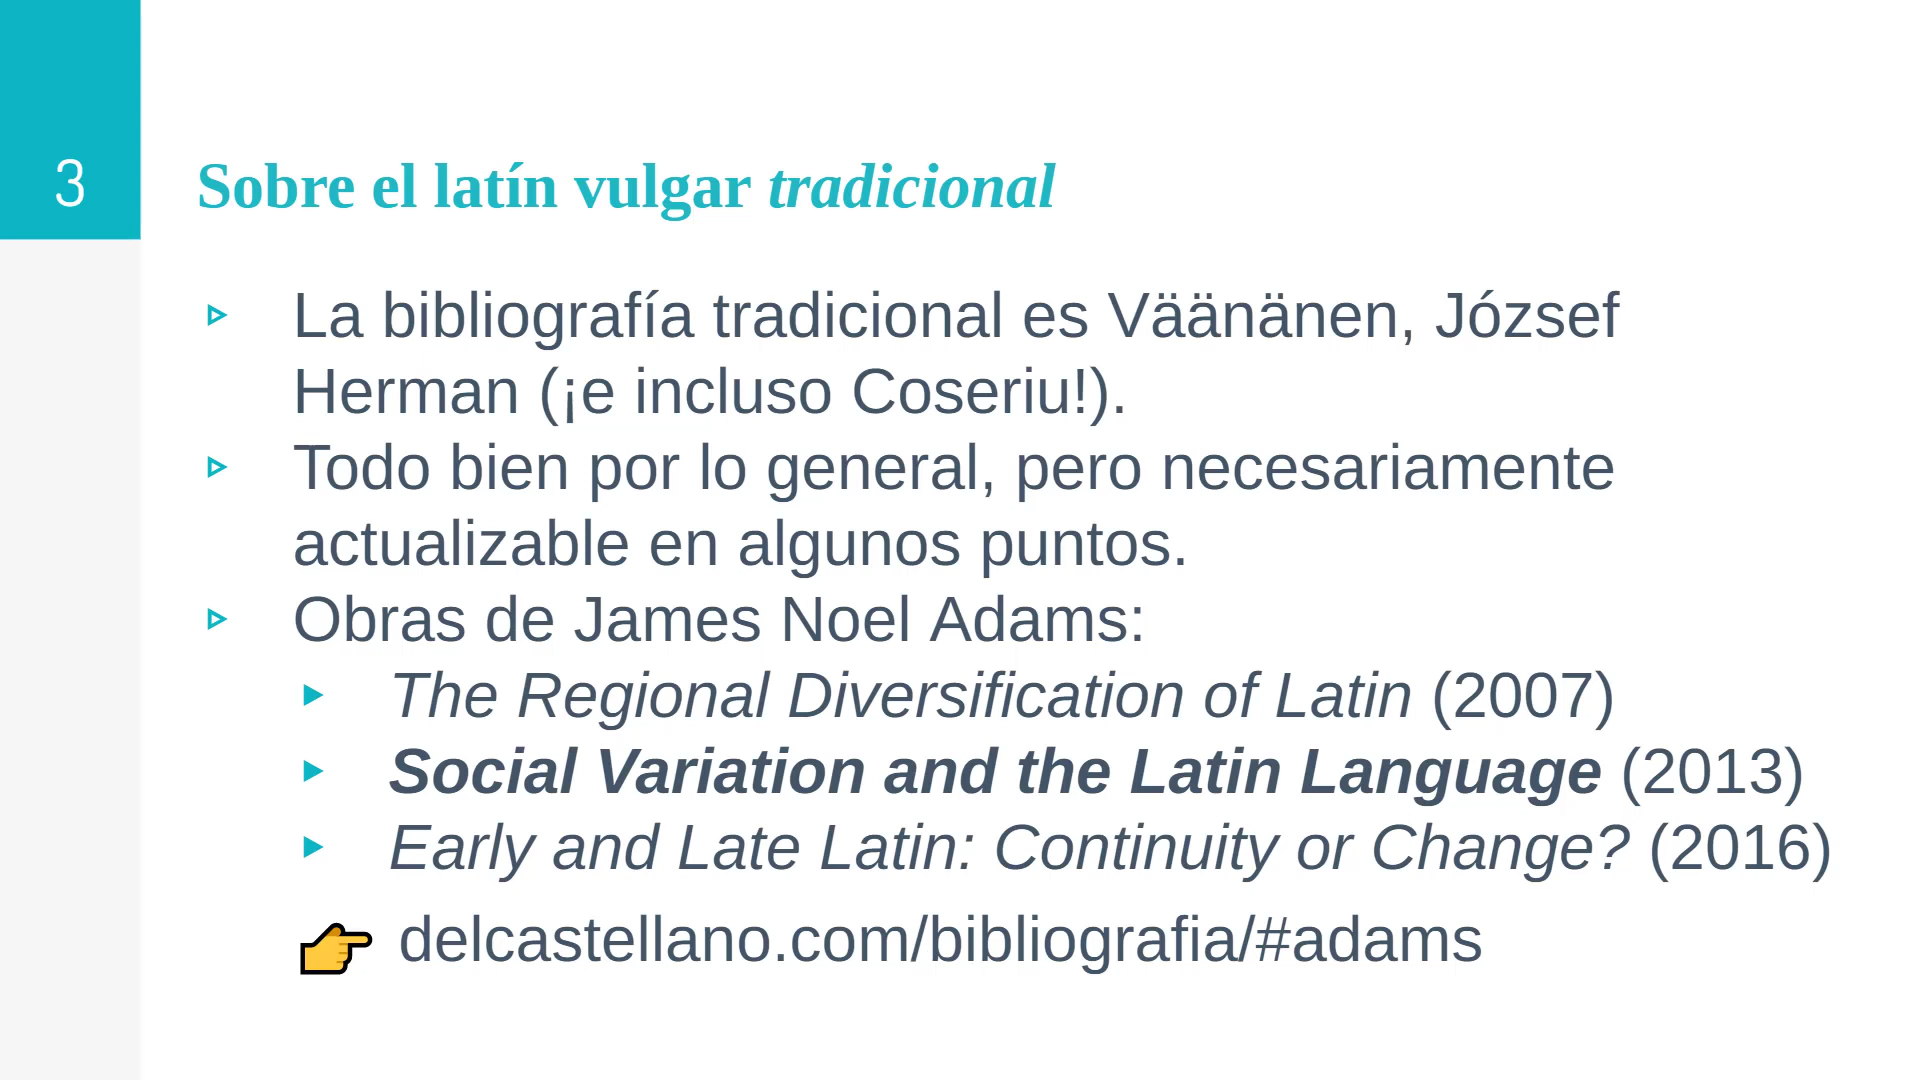 3
Sobre el latín vulgar tradicional
La bibliografía tradicional es Väänänen, József
Herman (¡e incluso Coseriu!).
Todo bien por lo general, pero necesariamente
actualizable en algunos puntos.
Obras de James Noel Adams:
The Regional Diversification of Latin (2007)
Social Variation and the Latin Language (2013)
Early and Late Latin: Continuity or Change? (2016)
delcastellano.com/bibliografia/#adams